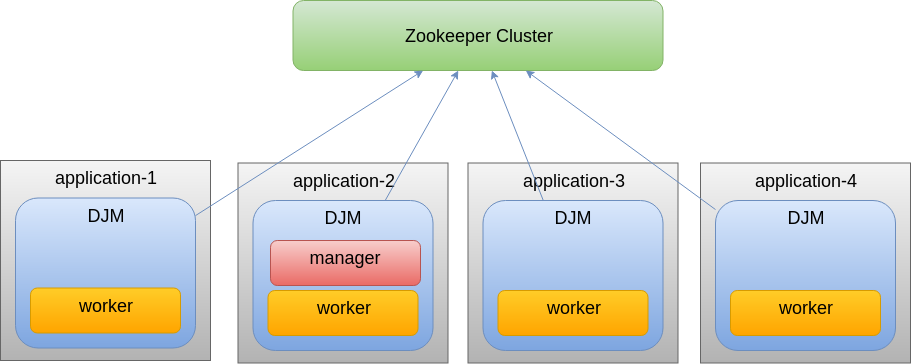 Zookeeper Cluster
application-1
application-2
application-3
application-4
DJM
DJM
DJM
DJM
manager
worker
worker
worker
worker